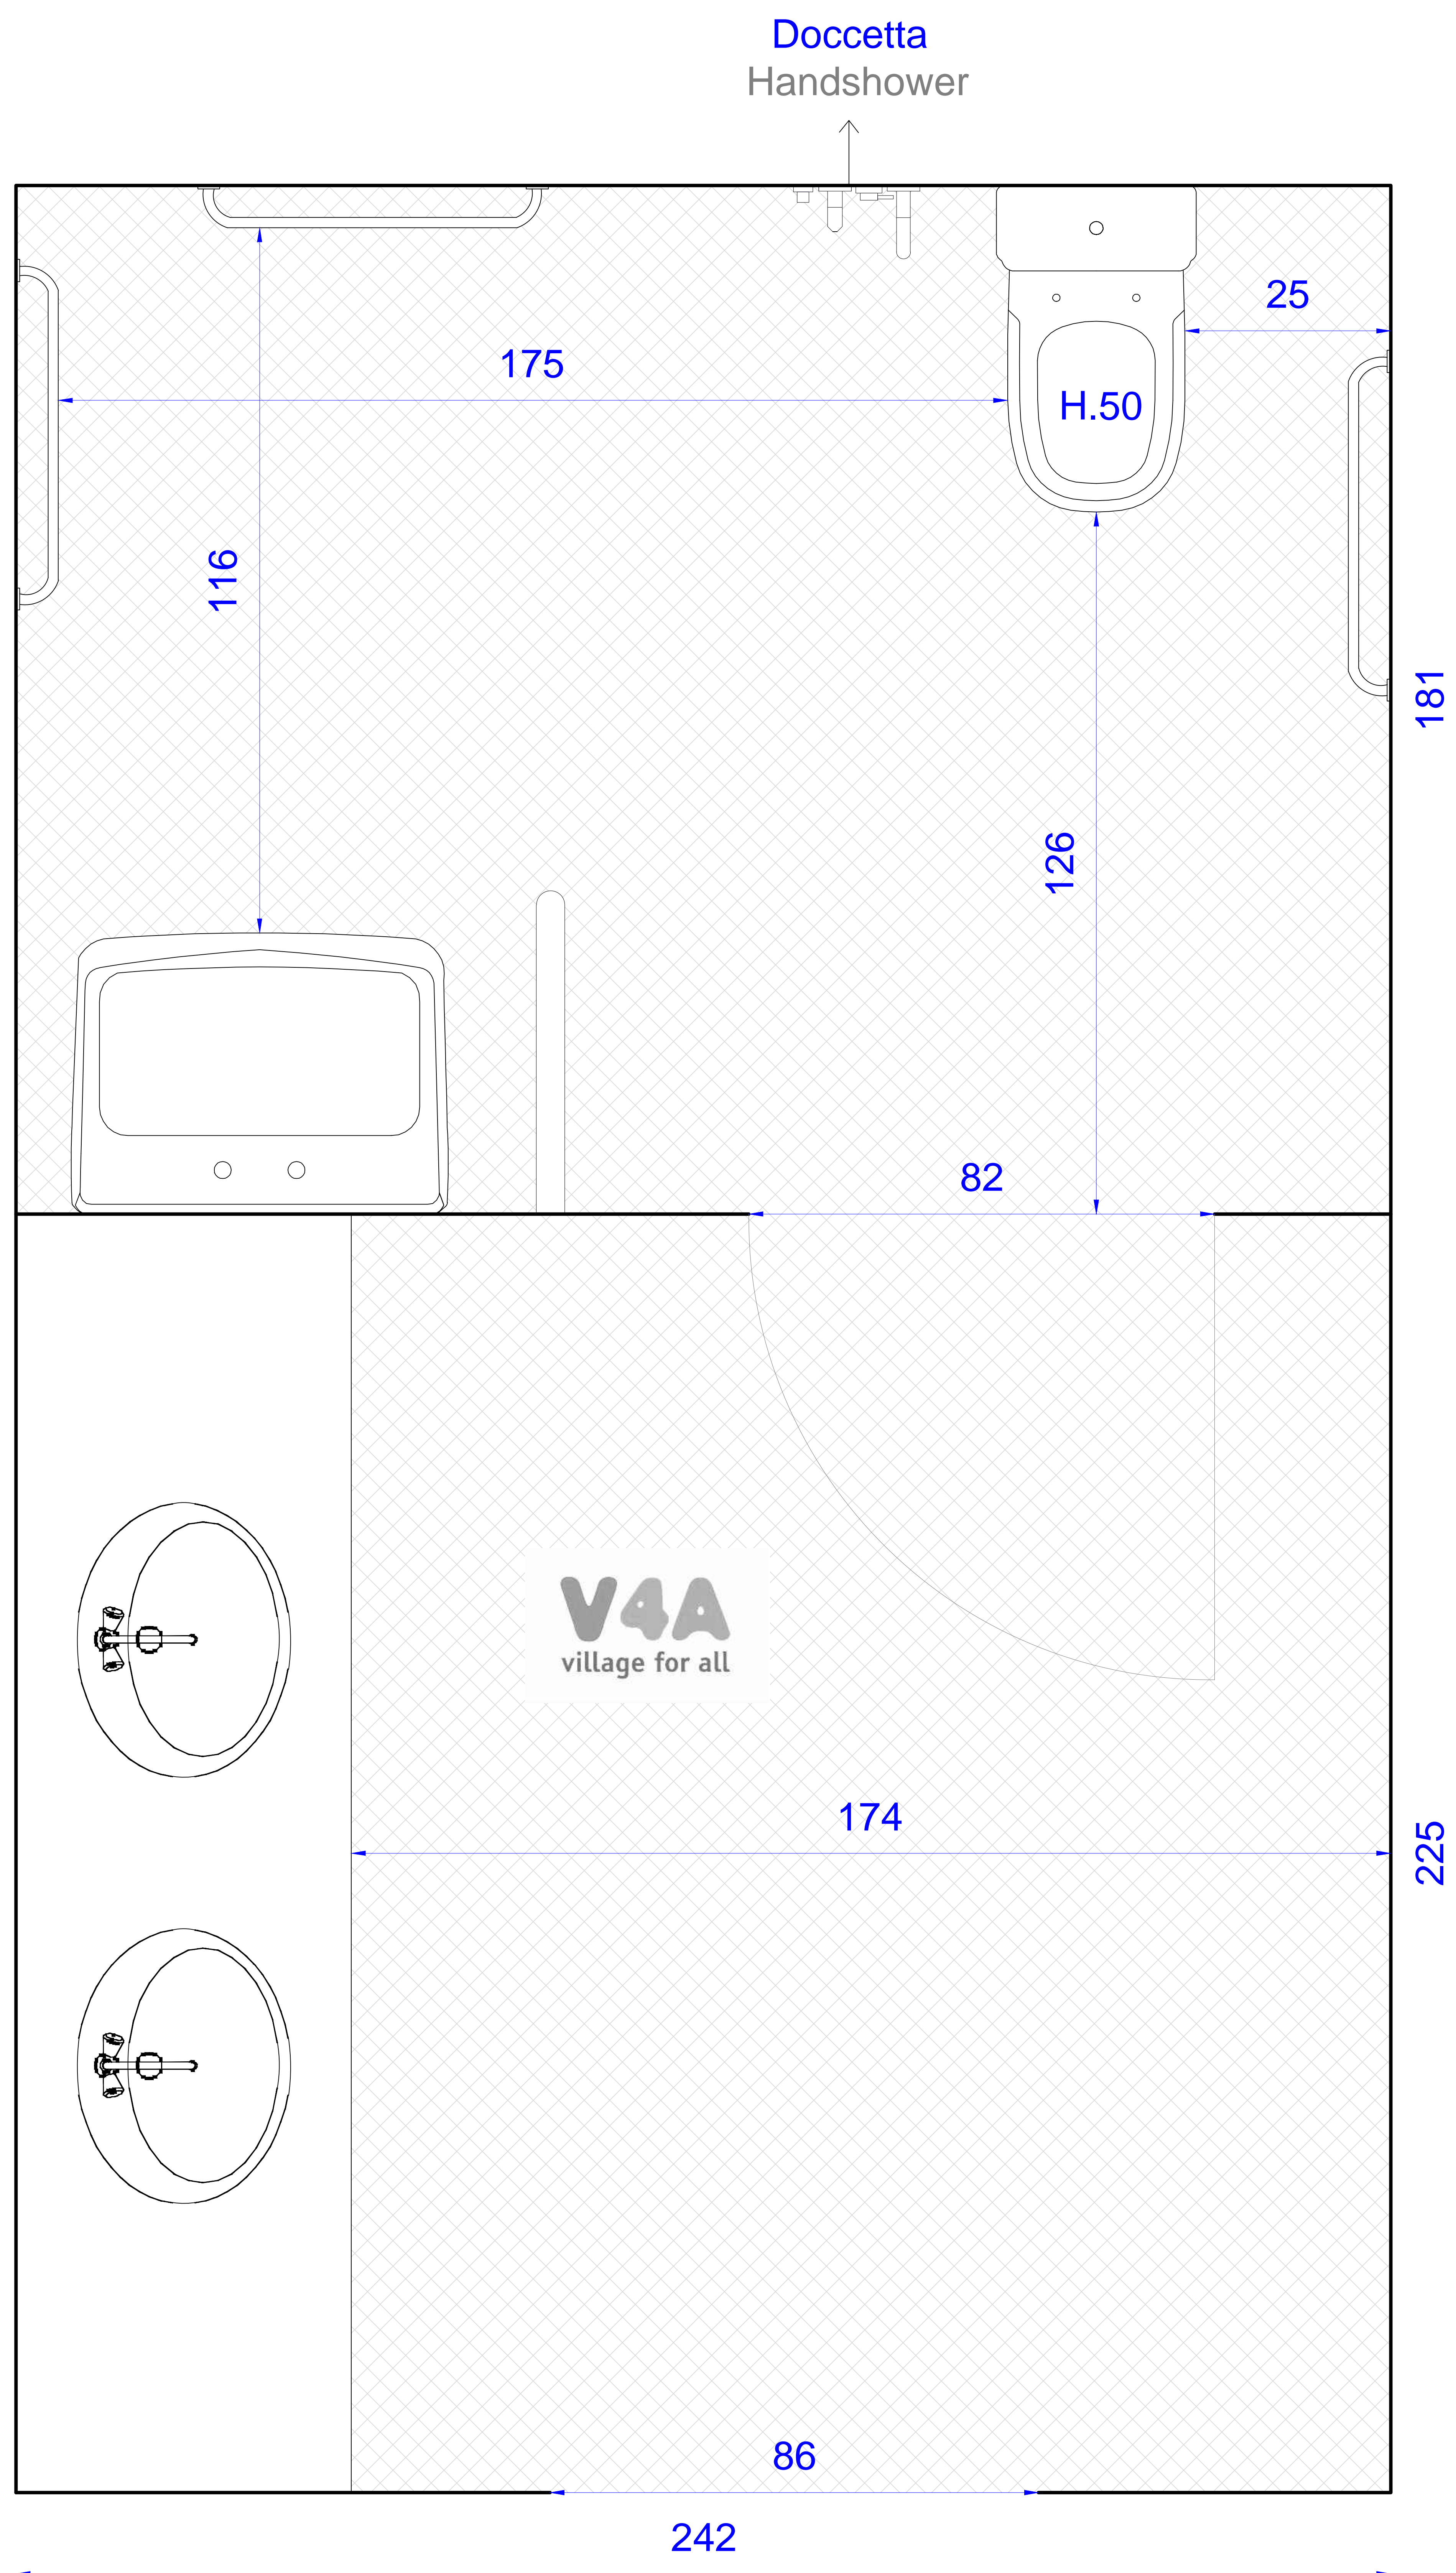 Doccetta
Handshower
25
175
H.50
116
181
126
82
V4A
village for all
174
225
86
242